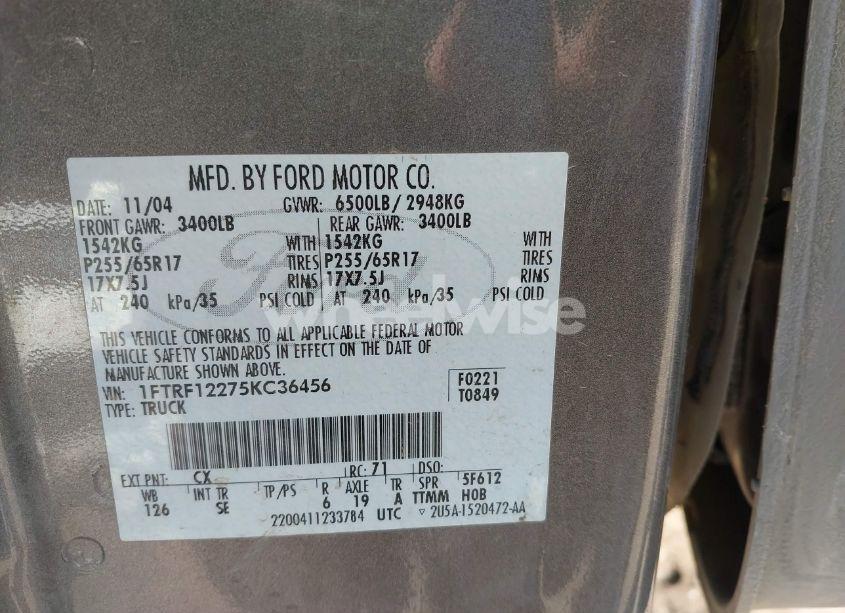 MFD. BY FORD MOTOR CO.
DATE: 11/04 GVWR: 6500LB/ 2948KG
FRONT GAWR: 3400LB REAR GAWR: 3400LB
1542KG WITH 1542KG WITH
P255/65R17 TIRES P255/65R17 TIRES
17X7.5J RIMS 17X7.5J RIMS
AT 240 kPa/35 PSI COLD AT 240 kPa/35 PSI COLD
Ford
wheelwise
THIS VEHICLE CONFORMS TO ALL APPLICABLE FEDERAL MOTOR
VEHICLE SAFETY STANDARDS IN EFFECT ON THE DATE OF
MANUFACTURE SHOWN ABOVE.
VIN: 1FTRF12275KC36456 F0221
TYPE: TRUCK T0849
EXT PNT: CX RC: 71 DSO:
WB INT TR TP/PS R AXLE TR SPR 5F612
126 SE 6 19 A TTMM HOB
2200411233784 UTC ▽ 2U5A-1520472-AA